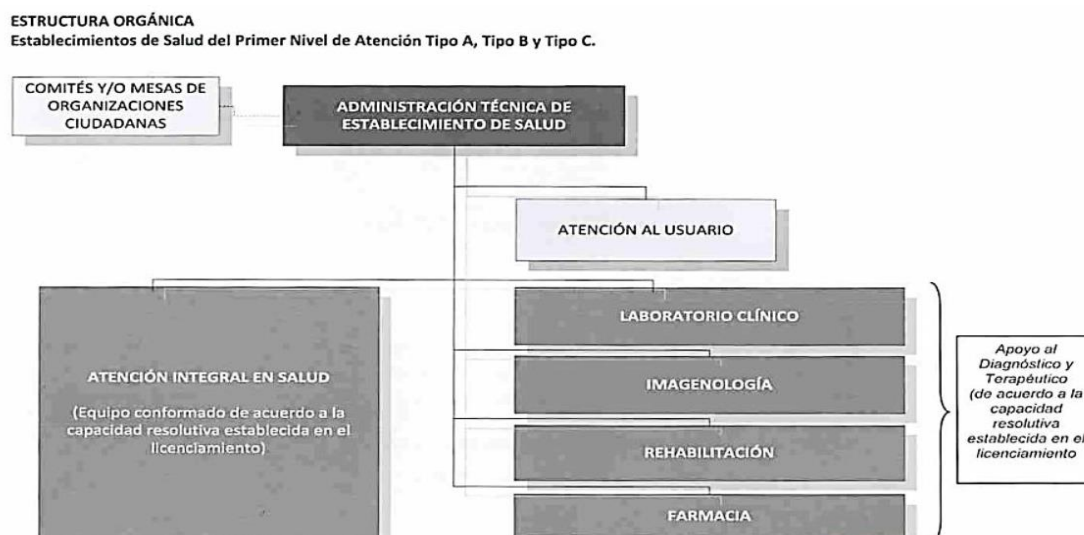 ESTRUCTURA ORGÁNICA
Establecimientos de Salud del Primer Nivel de Atención Tipo A, Tipo B y Tipo C.
COMITÉS Y/O MESAS DE
ORGANIZACIONES
CIUDADANAS
ADMINISTRACIÓN TÉCNICA DE
ESTABLECIMIENTO DE SALUD
ATENCIÓN AL USUARIO
ATENCIÓN INTEGRAL EN SALUD
(Equipo conformado de acuerdo a la
capacidad resolutiva establecida en el
licenciamiento)
LABORATORIO CLÍNICO
IMAGENOLOGÍA
REHABILITACIÓN
FARMACIA
Apoyo al
Diagnóstico y
Terapéutico
(de acuerdo a la
capacidad
resolutiva
establecida en el
licenciamiento